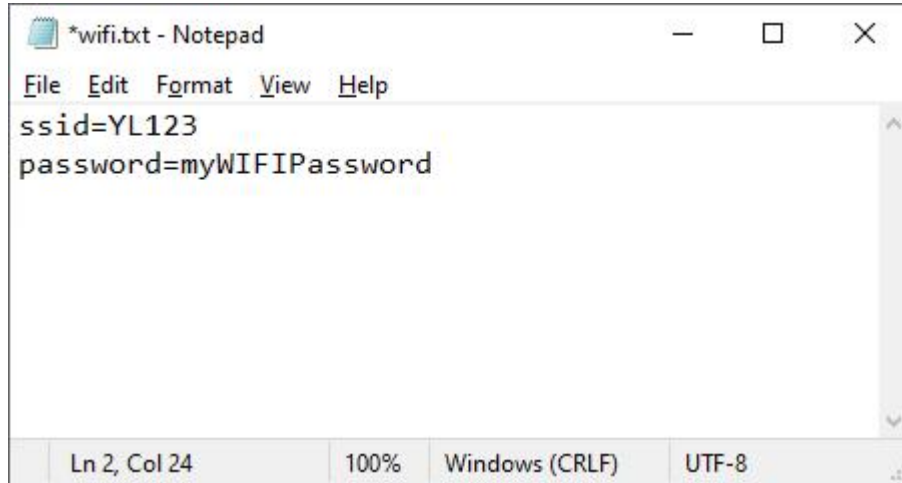 *wifi.txt - Notepad
File Edit Format View Help
ssid=YL123
password=myWIFIPassword
Ln 2, Col 24 100% Windows (CRLF) UTF-8